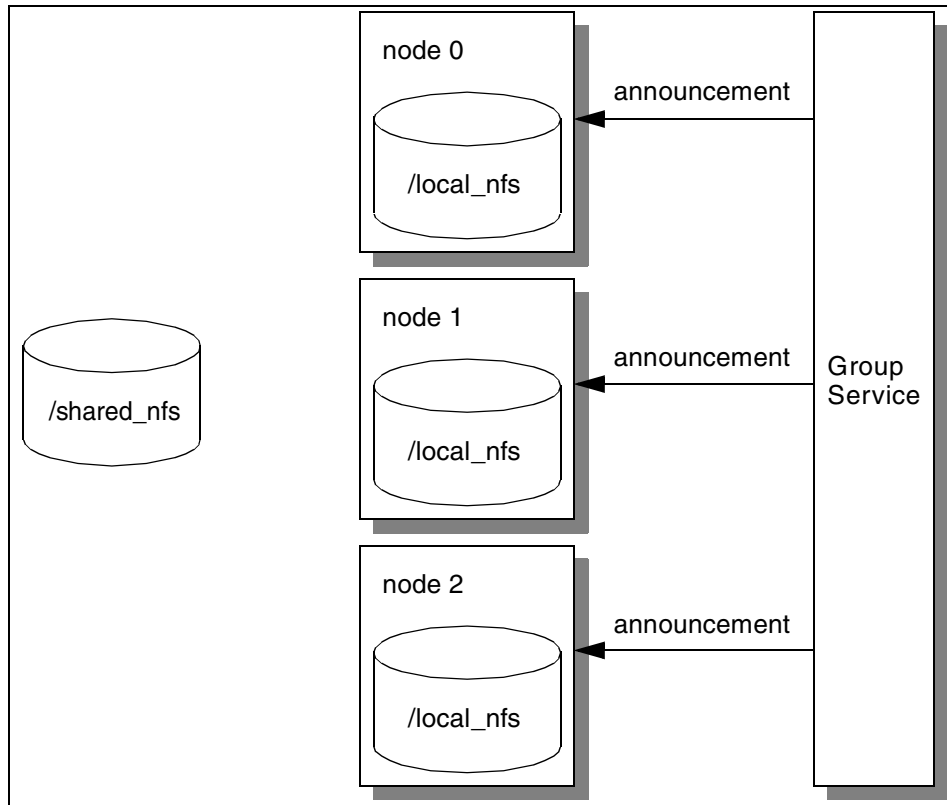 node 0
announcement
/local_nfs
node 1
announcement
Group
Service
/shared_nfs
/local_nfs
node 2
announcement
/local_nfs